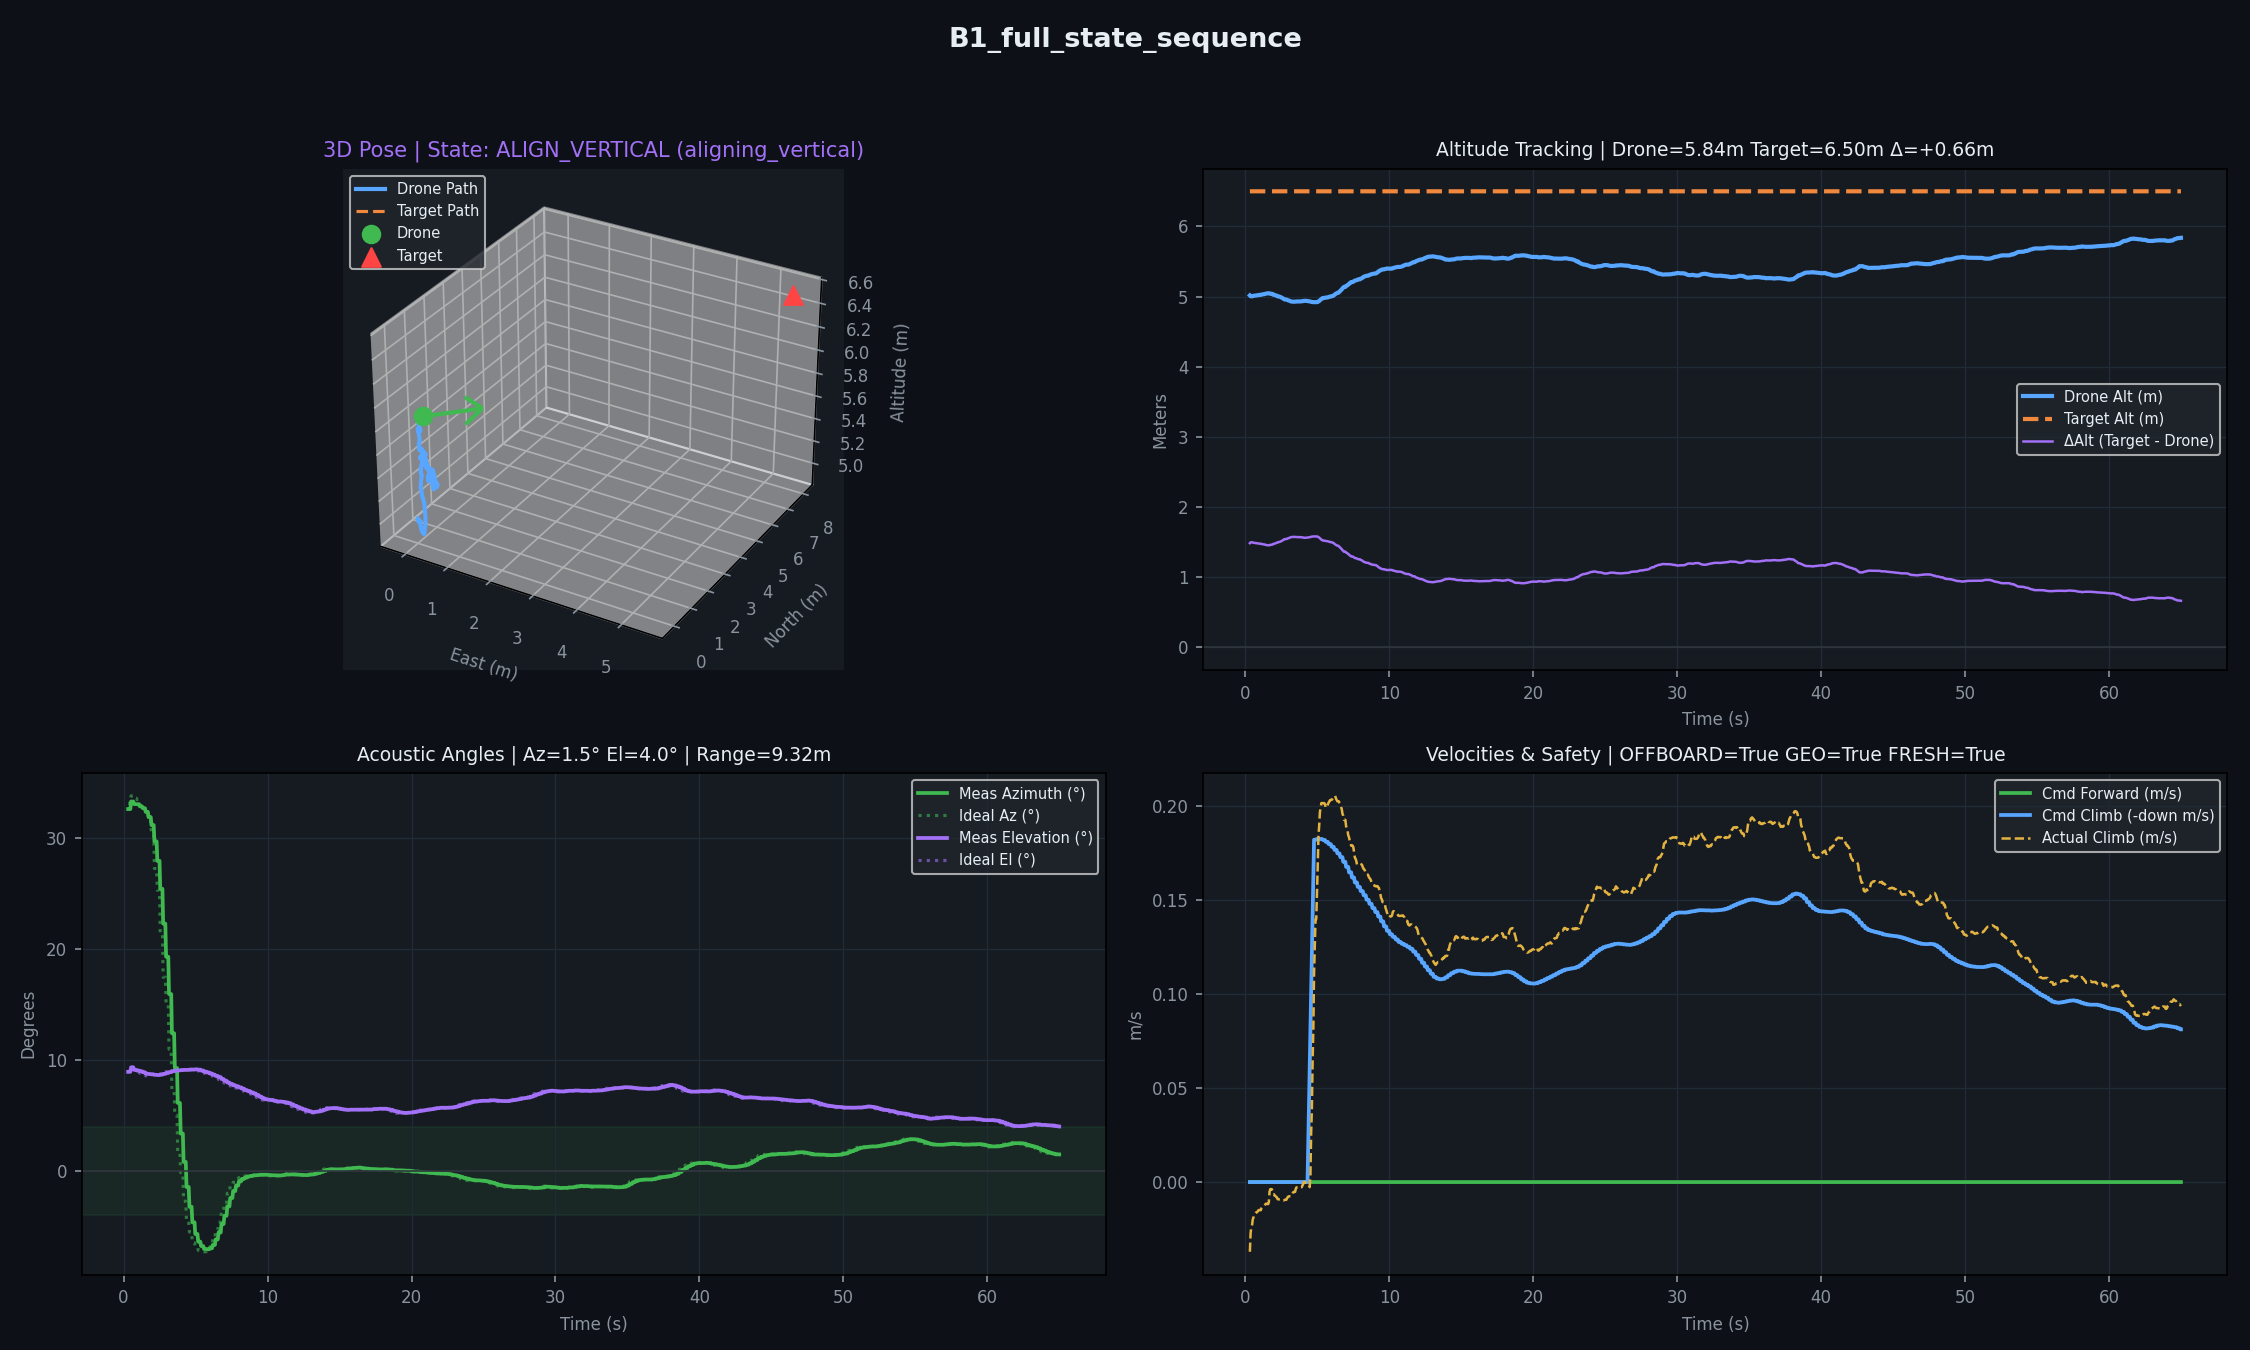 B1_full_state_sequence
3D Pose | State: ALIGN_VERTICAL (aligning_vertical)
Drone Path
Target Path
Drone
Target
6.6
6.4
6.2
6.0
5.8
5.6
5.4
5.2
5.0
Altitude (m)
0
1
2
3
4
5
East (m)
0
1
2
3
4
5
6
7
8
North (m)
Altitude Tracking | Drone=5.84m Target=6.50m Δ=+0.66m
6
5
4
3
2
1
0
Meters
Drone Alt (m)
Target Alt (m)
ΔAlt (Target - Drone)
0
10
20
30
40
50
60
Time (s)
Acoustic Angles | Az=1.5° El=4.0° | Range=9.32m
30
20
10
0
Degrees
Meas Azimuth (°)
Ideal Az (°)
Meas Elevation (°)
Ideal El (°)
0
10
20
30
40
50
60
Time (s)
Velocities & Safety | OFFBOARD=True GEO=True FRESH=True
0.20
0.15
0.10
0.05
0.00
m/s
Cmd Forward (m/s)
Cmd Climb (-down m/s)
Actual Climb (m/s)
0
10
20
30
40
50
60
Time (s)